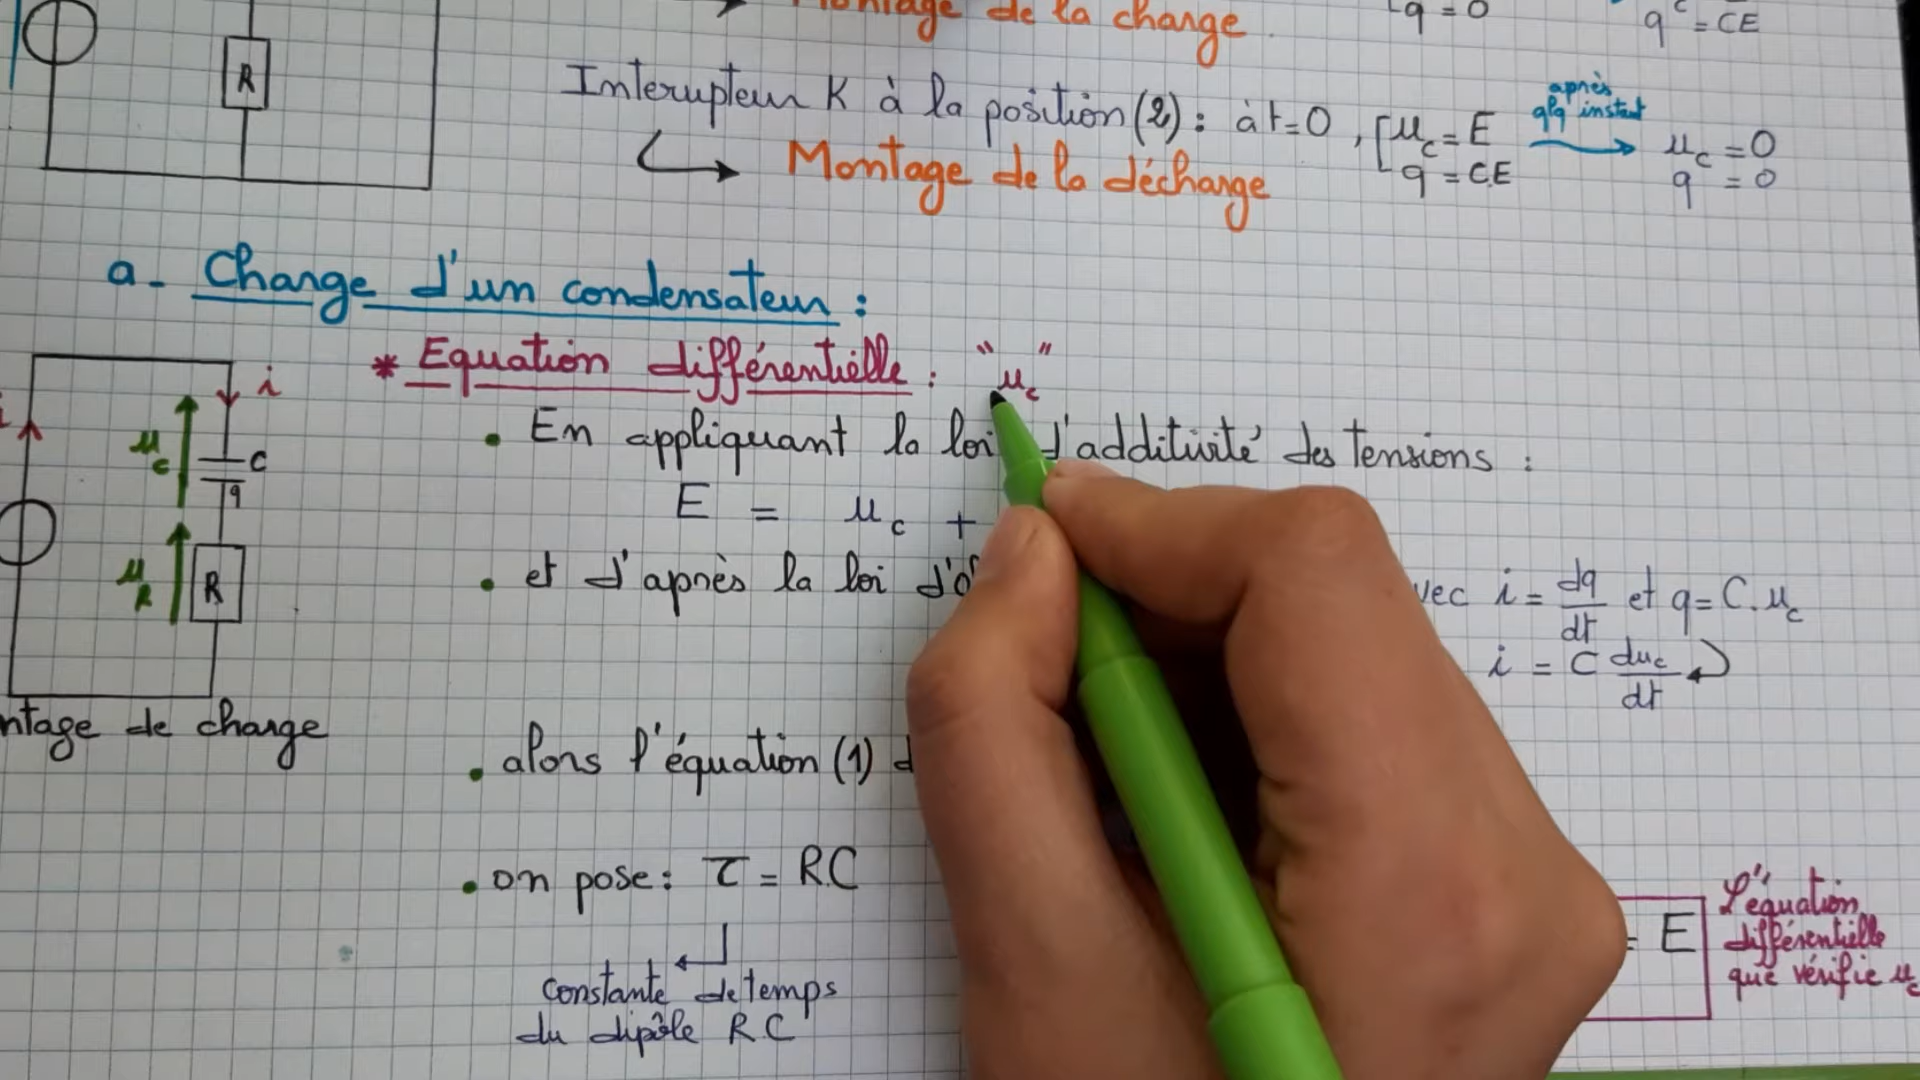 Montage de la charge
q = 0
q = CE
R
Interupteur K à la position (2) : à t=0 , [u_c = E
q = C.E
après qlq instant
u_c = 0
q = 0
Montage de la décharge
a - Charge d'un condensateur :
* Equation différentielle : "u_c"
i
u_c
C
q
u_R
R
• En appliquant la loi d'additivité des tensions :
E = u_c +
• et d'après la loi d'o
avec i = dq/dt et q = C.u_c
i = C du_c/dt
ntage de charge
• alors l'équation (1) d
• on pose : τ = R.C
constante de temps
du dipôle RC
= E
L'équation
différentielle
que vérifie u_c